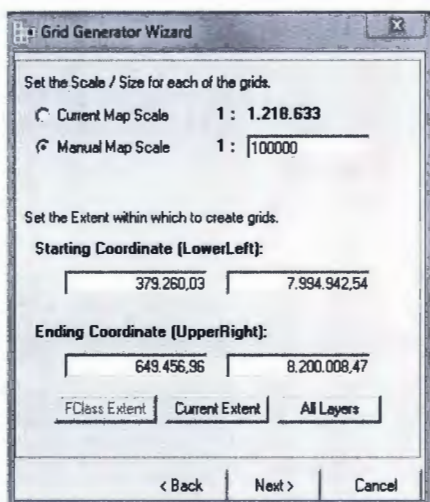 Grid Generator Wizard
Set the Scale / Size for each of the grids.
Current Map Scale 1 : 1.218.633
Manual Map Scale 1 : 100000
Set the Extent within which to create grids.
Starting Coordinate (LowerLeft):
379.260,03 7.994.942,54
Ending Coordinate (UpperRight):
649.456,96 8.200.008,47
FClass Extent Current Extent All Layers
< Back Next > Cancel